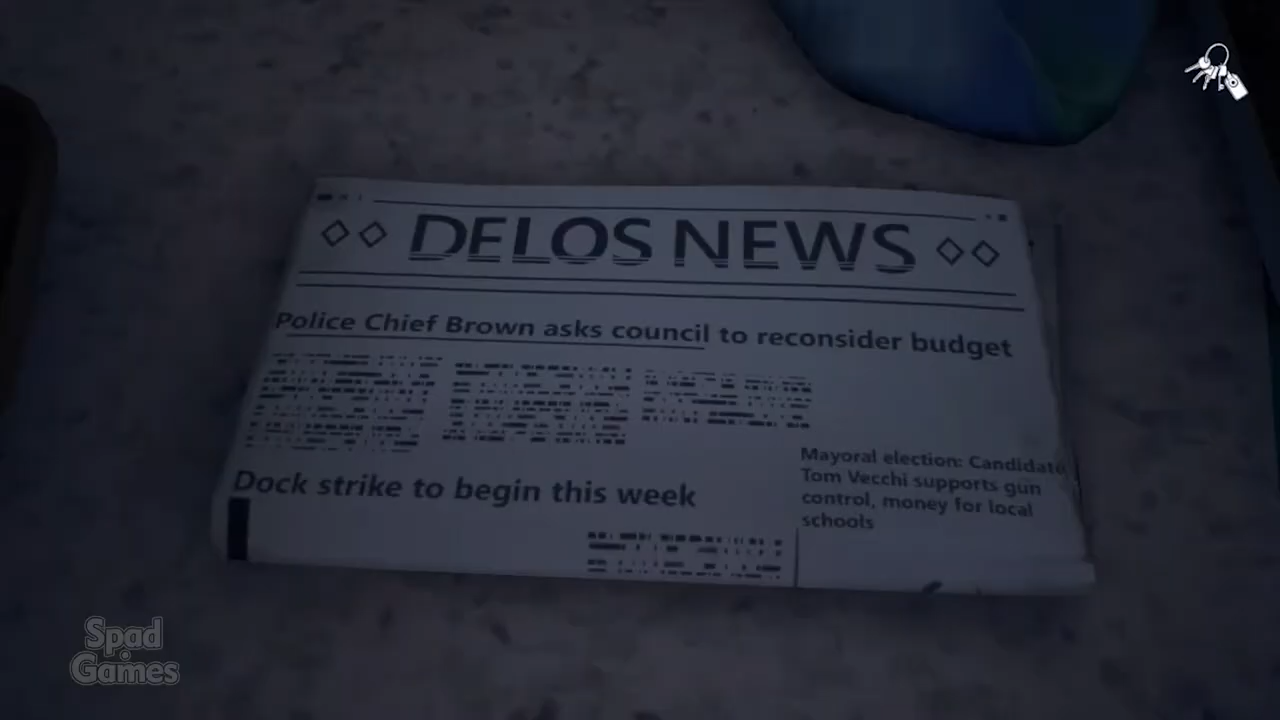 DELOS NEWS
Police Chief Brown asks council to reconsider budget
Dock strike to begin this week
Mayoral election: Candidate
Tom Vecchi supports gun
control, money for local
schools
Spad
Games